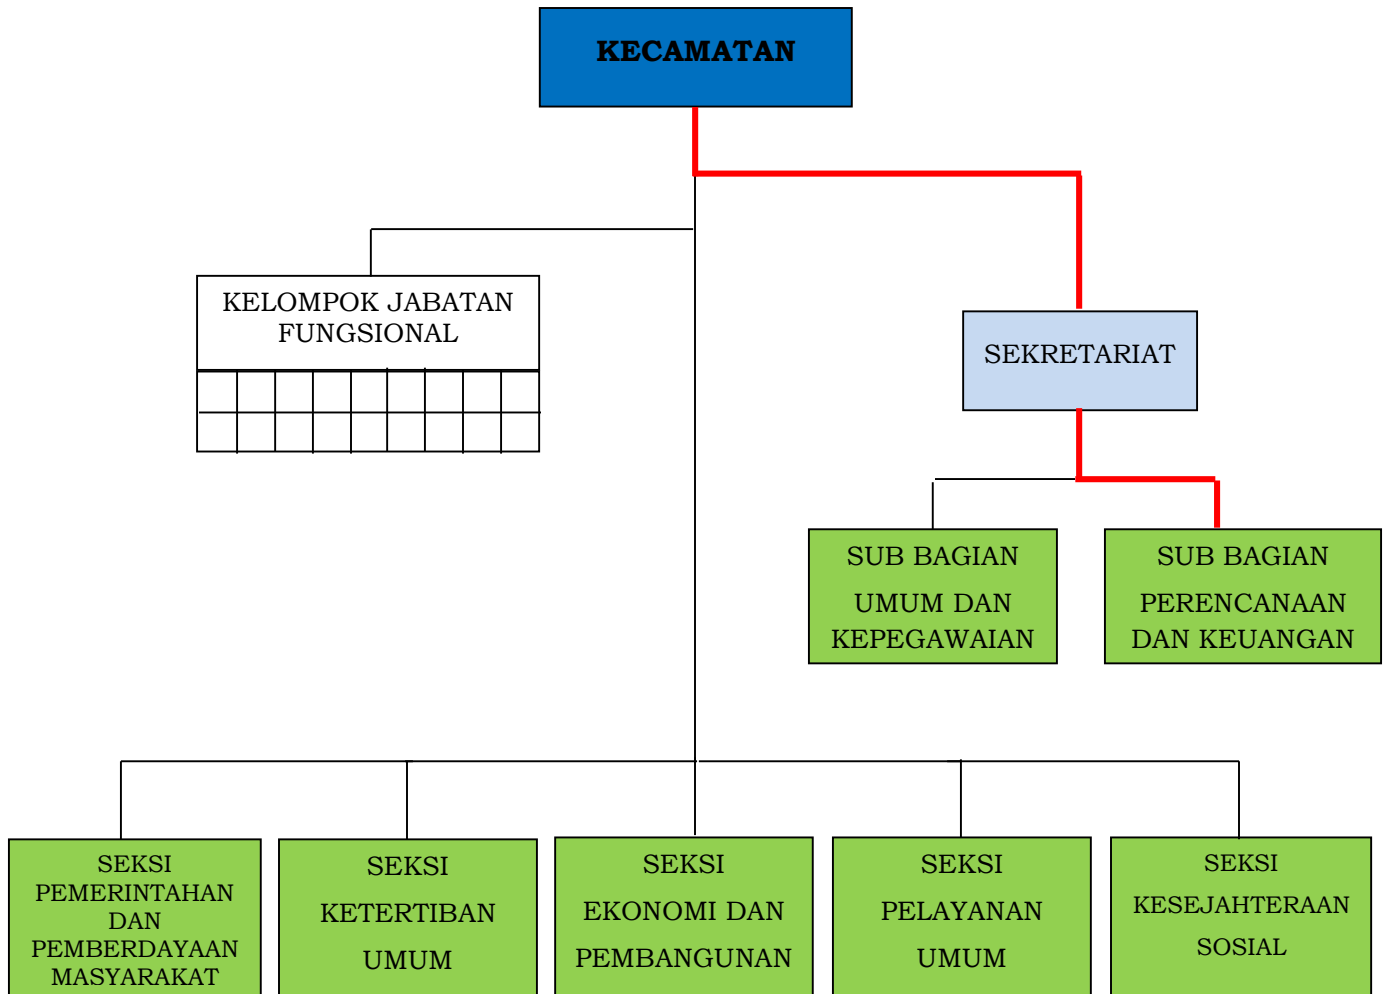 KECAMATAN
KELOMPOK JABATAN
FUNGSIONAL
SEKRETARIAT
SUB BAGIAN
UMUM DAN
KEPEGAWAIAN
SUB BAGIAN
PERENCANAAN
DAN KEUANGAN
SEKSI
PEMERINTAHAN
DAN
PEMBERDAYAAN
MASYARAKAT
SEKSI
KETERTIBAN
UMUM
SEKSI
EKONOMI DAN
PEMBANGUNAN
SEKSI
PELAYANAN
UMUM
SEKSI
KESEJAHTERAAN
SOSIAL